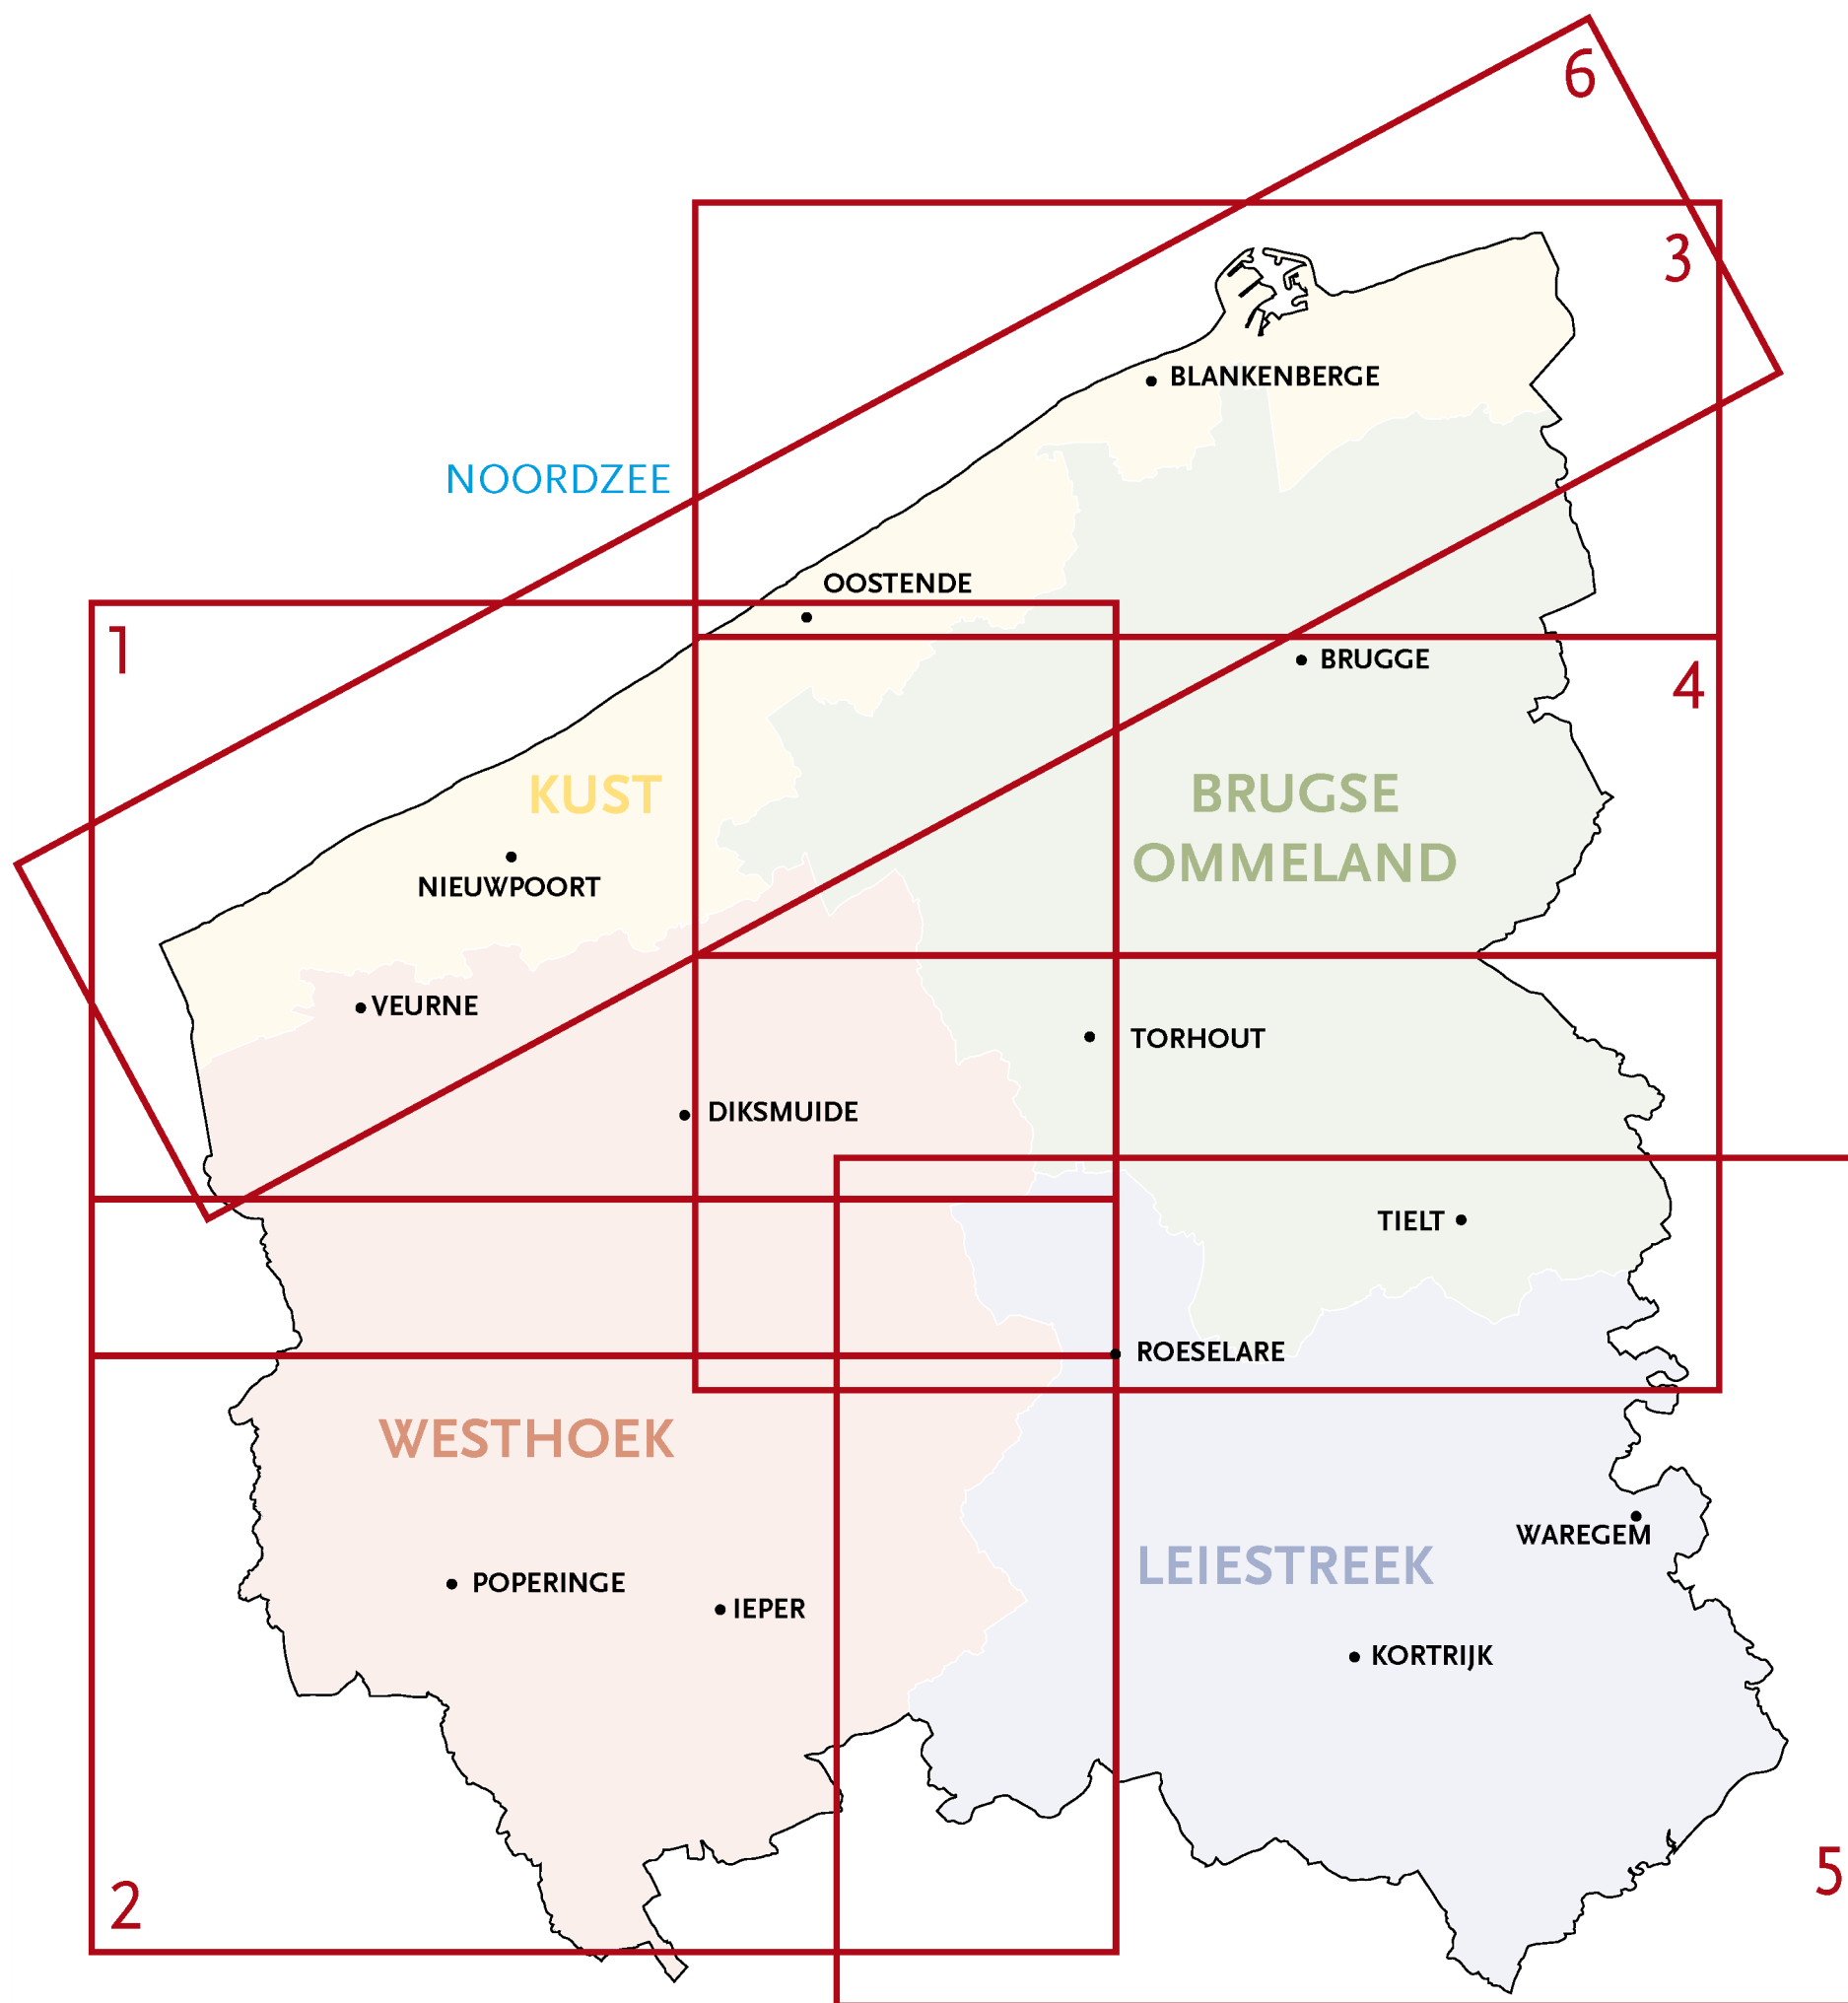 6
3
BLANKENBERGE
NOORDZEE
OOSTENDE
1
BRUGGE
4
KUST
BRUGSE
OMMELAND
NIEUWPOORT
VEURNE
TORHOUT
DIKSMUIDE
TIELT
ROESELARE
WESTHOEK
WAREGEM
LEIESTREEK
POPERINGE
IEPER
KORTRIJK
5
2